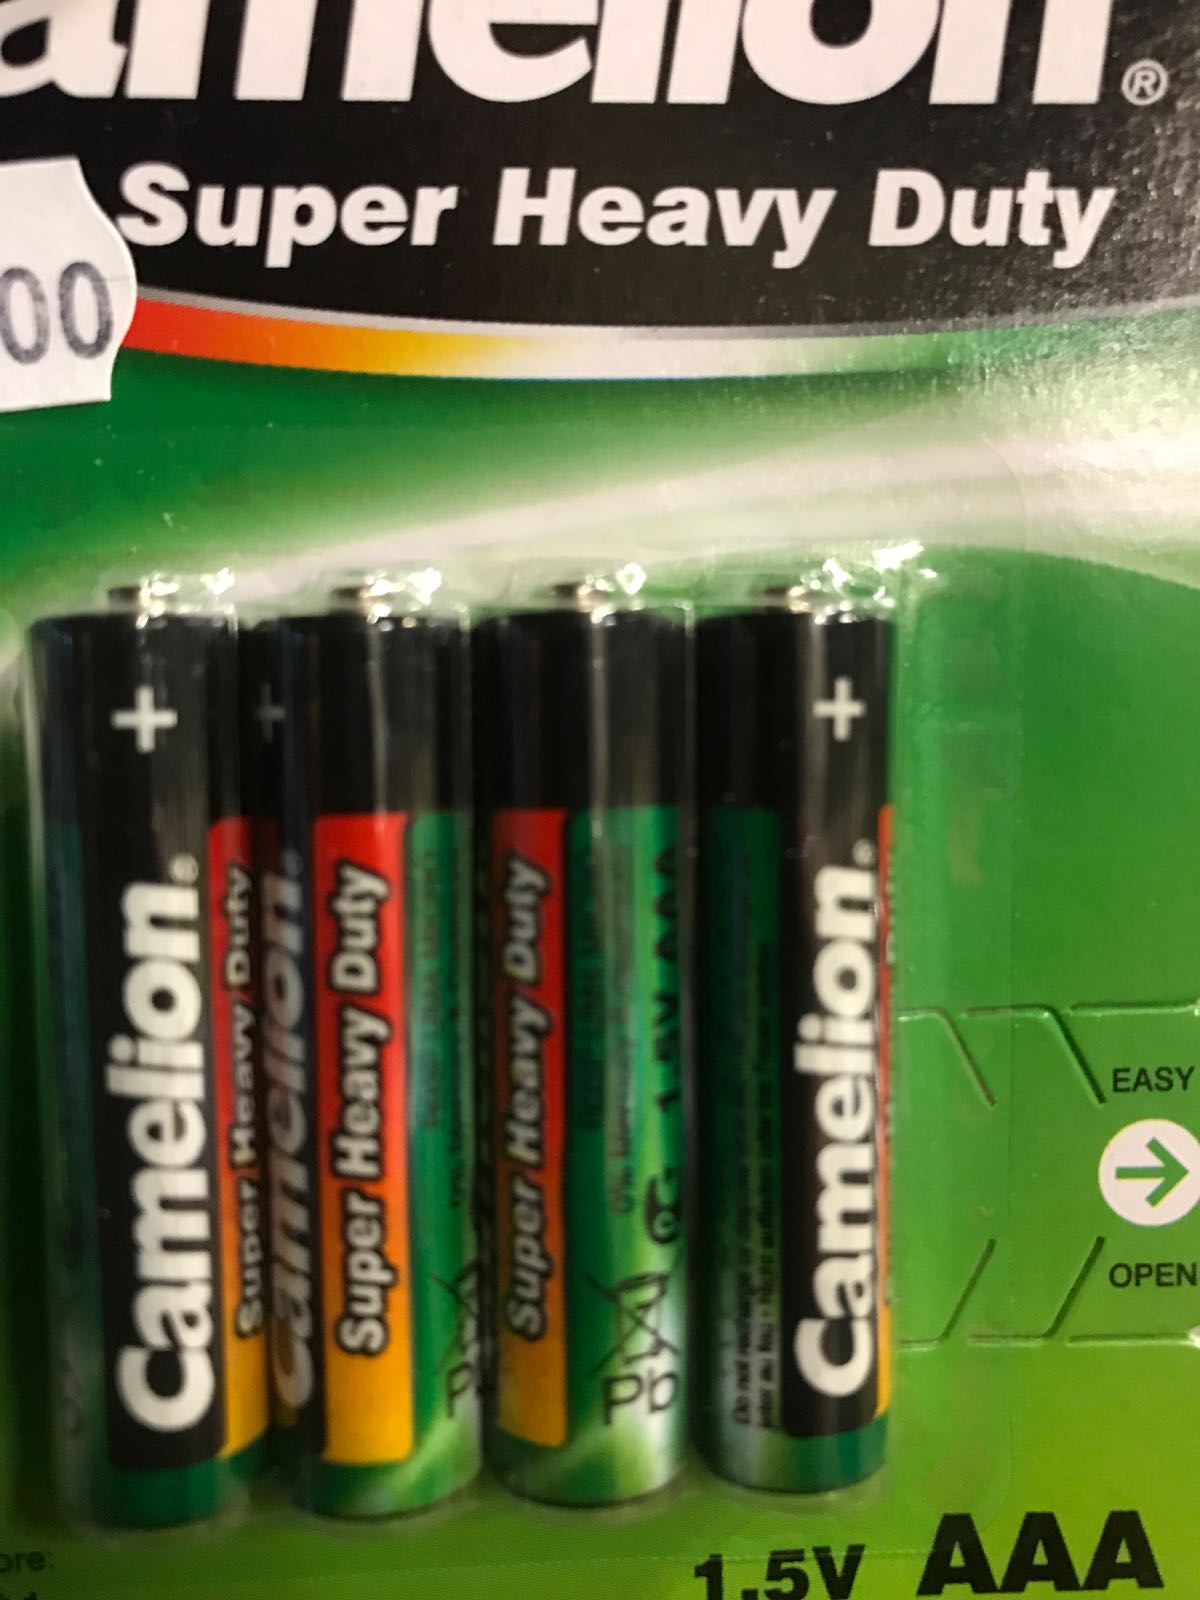 amelion®
Super Heavy Duty
00
+
Camelion®
Super Heavy Duty
+
Camelion
Super Heavy Duty
Pb
Super Heavy Duty
1.5V AAA
Pb
+
Camelion®
EASY
OPEN
ore:
1.5V AAA